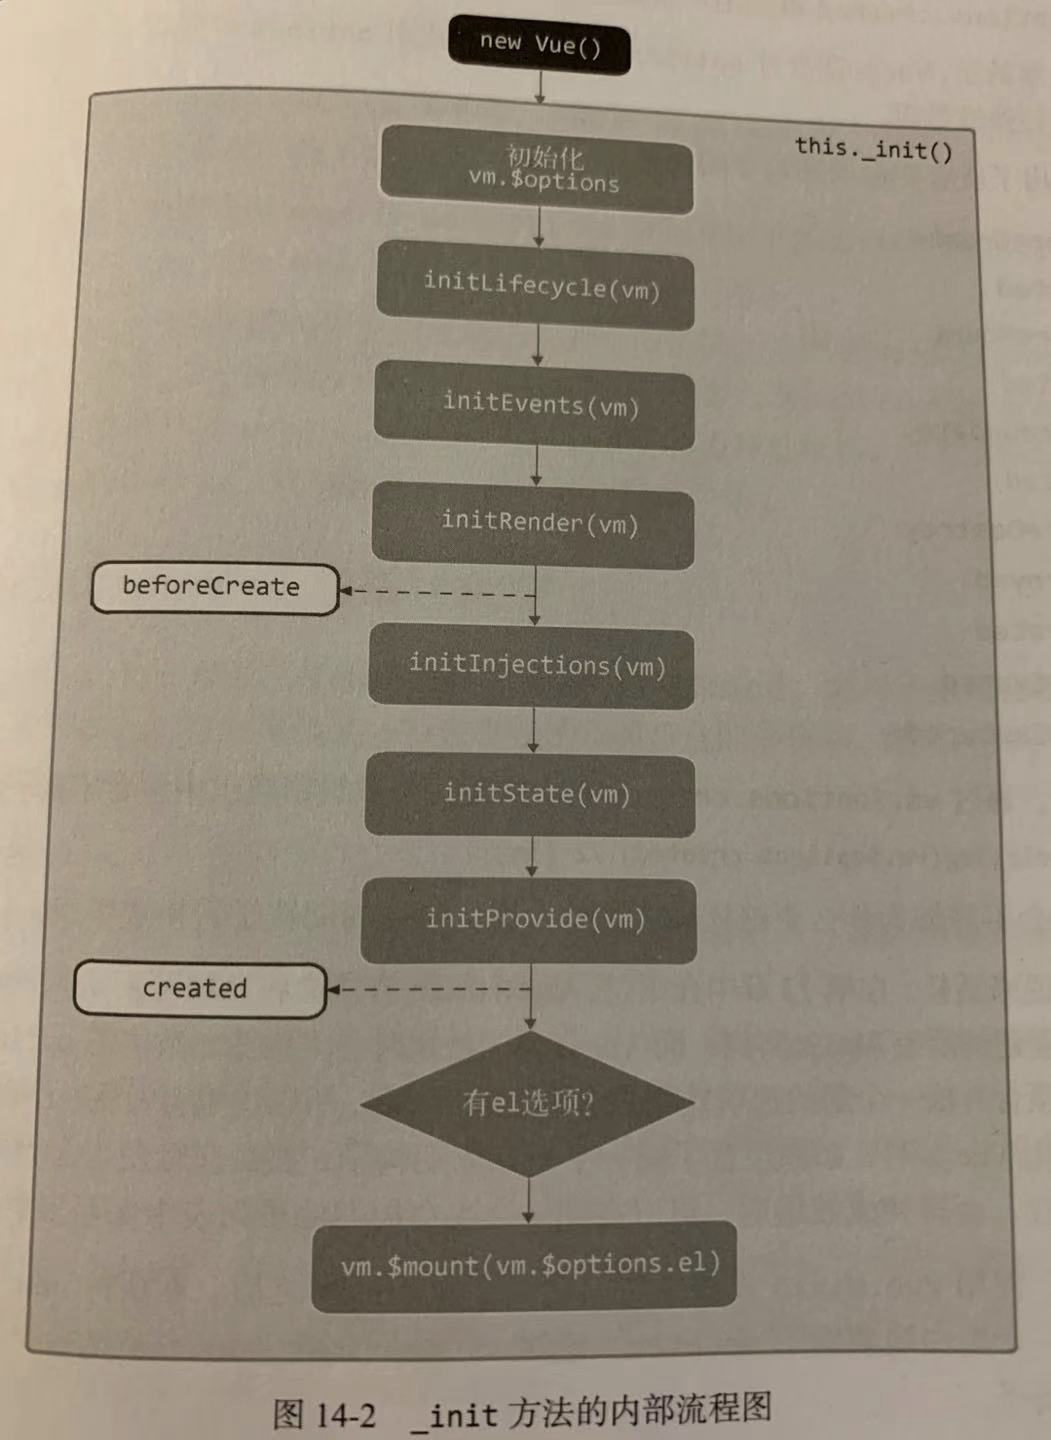 new Vue()
this._init()
初始化
vm.$options
initLifecycle(vm)
initEvents(vm)
initRender(vm)
beforeCreate
initInjections(vm)
initState(vm)
initProvide(vm)
created
有el选项?
vm.$mount(vm.$options.el)
图 14-2 _init 方法的内部流程图